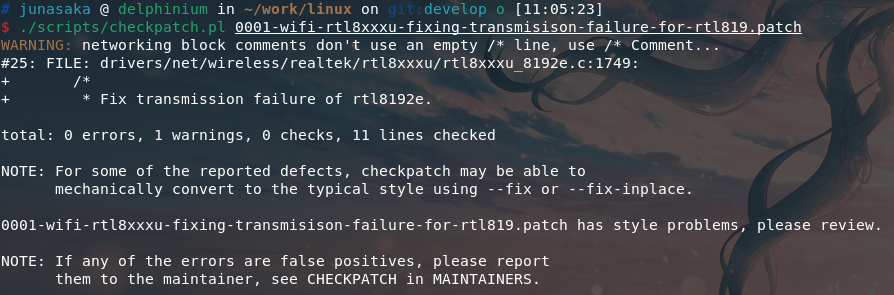 # junasaka @ delphinium in ~/work/linux on git:develop o [11:05:23]
$ ./scripts/checkpatch.pl 0001-wifi-rtl8xxxu-fixing-transmisison-failure-for-rtl819.patch
WARNING: networking block comments don't use an empty /* line, use /* Comment...
#25: FILE: drivers/net/wireless/realtek/rtl8xxxu/rtl8xxxu_8192e.c:1749:
+       /*
+        * Fix transmission failure of rtl8192e.
total: 0 errors, 1 warnings, 0 checks, 11 lines checked
NOTE: For some of the reported defects, checkpatch may be able to
      mechanically convert to the typical style using --fix or --fix-inplace.
0001-wifi-rtl8xxxu-fixing-transmisison-failure-for-rtl819.patch has style problems, please review.
NOTE: If any of the errors are false positives, please report
      them to the maintainer, see CHECKPATCH in MAINTAINERS.